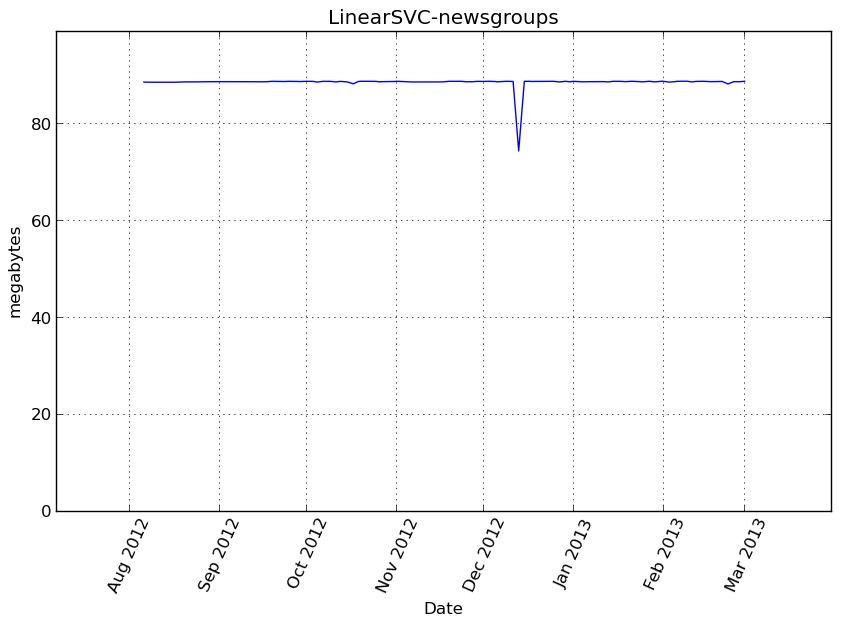 LinearSVC-newsgroups
megabytes
80
60
40
20
0
Aug 2012
Sep 2012
Oct 2012
Nov 2012
Dec 2012
Jan 2013
Feb 2013
Mar 2013
Date